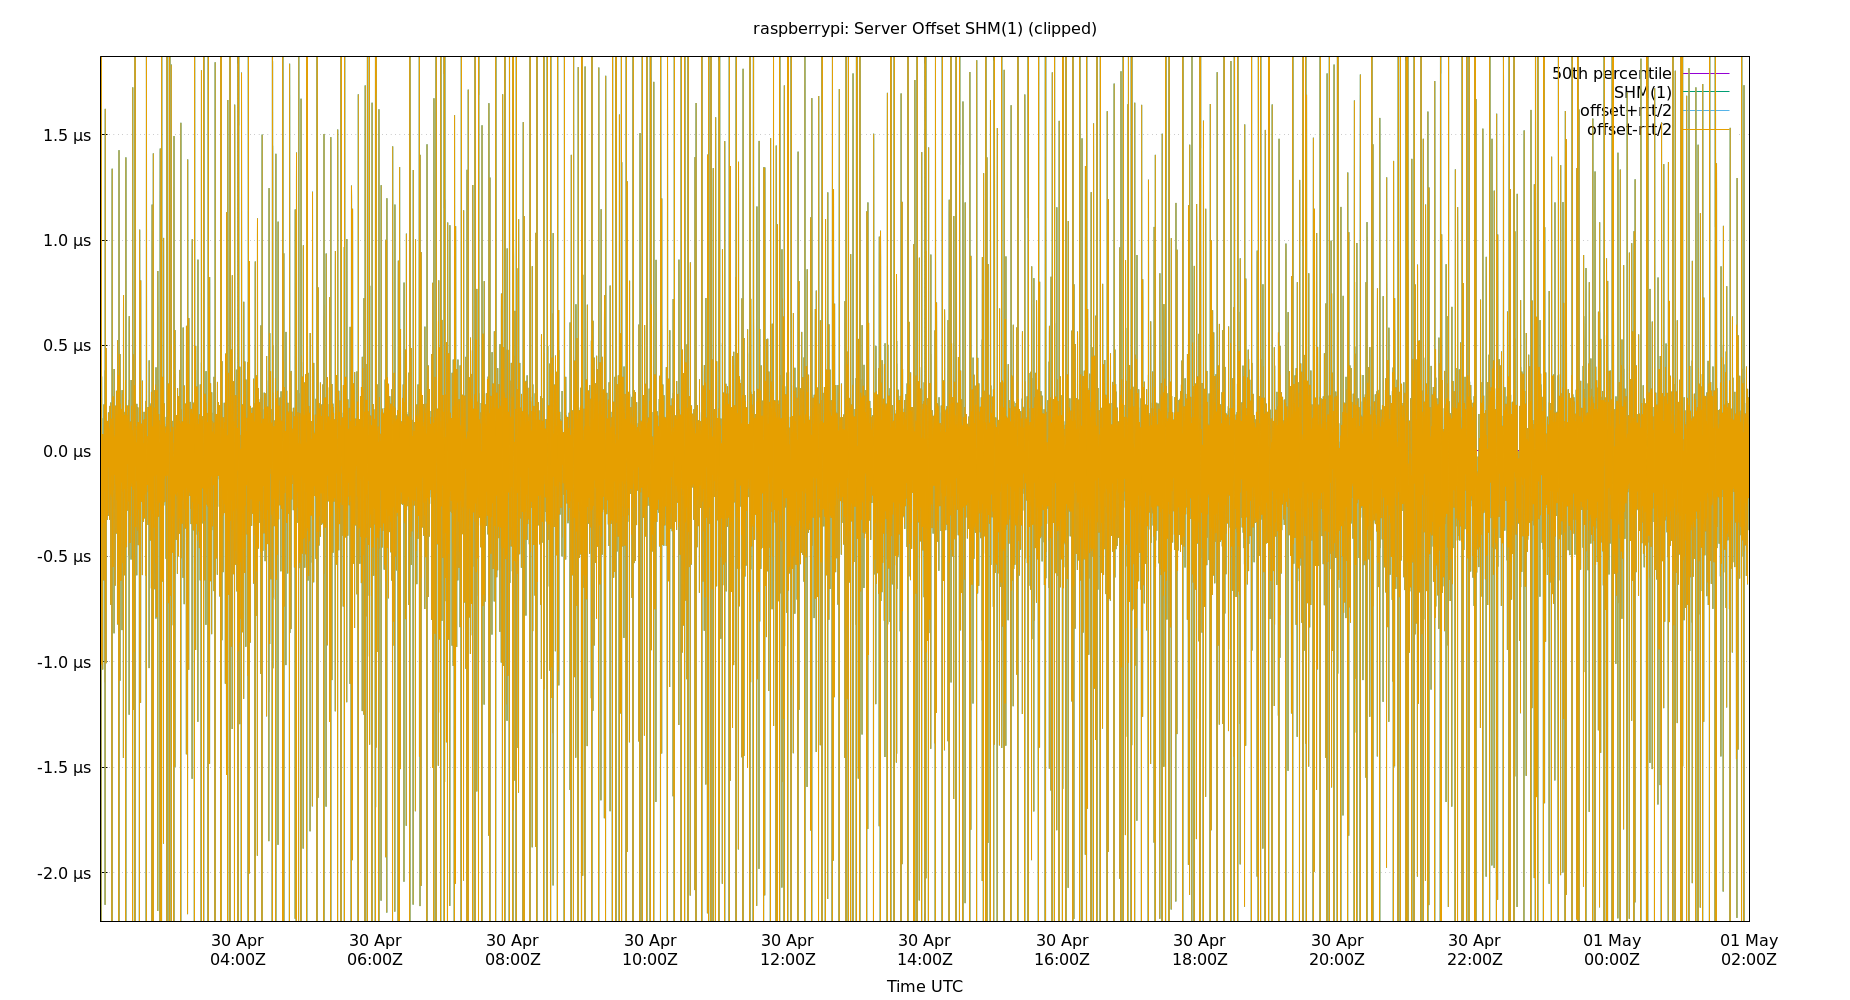 raspberrypi: Server Offset SHM(1) (clipped)
50th percentile
SHM(1)
offset+rtt/2
offset-rtt/2
1.5 µs
1.0 µs
0.5 µs
0.0 µs
-0.5 µs
-1.0 µs
-1.5 µs
-2.0 µs
30 Apr 30 Apr 30 Apr 30 Apr 30 Apr 30 Apr 30 Apr 30 Apr 30 Apr 30 Apr 01 May 01 May
04:00Z 06:00Z 08:00Z 10:00Z 12:00Z 14:00Z 16:00Z 18:00Z 20:00Z 22:00Z 00:00Z 02:00Z
Time UTC